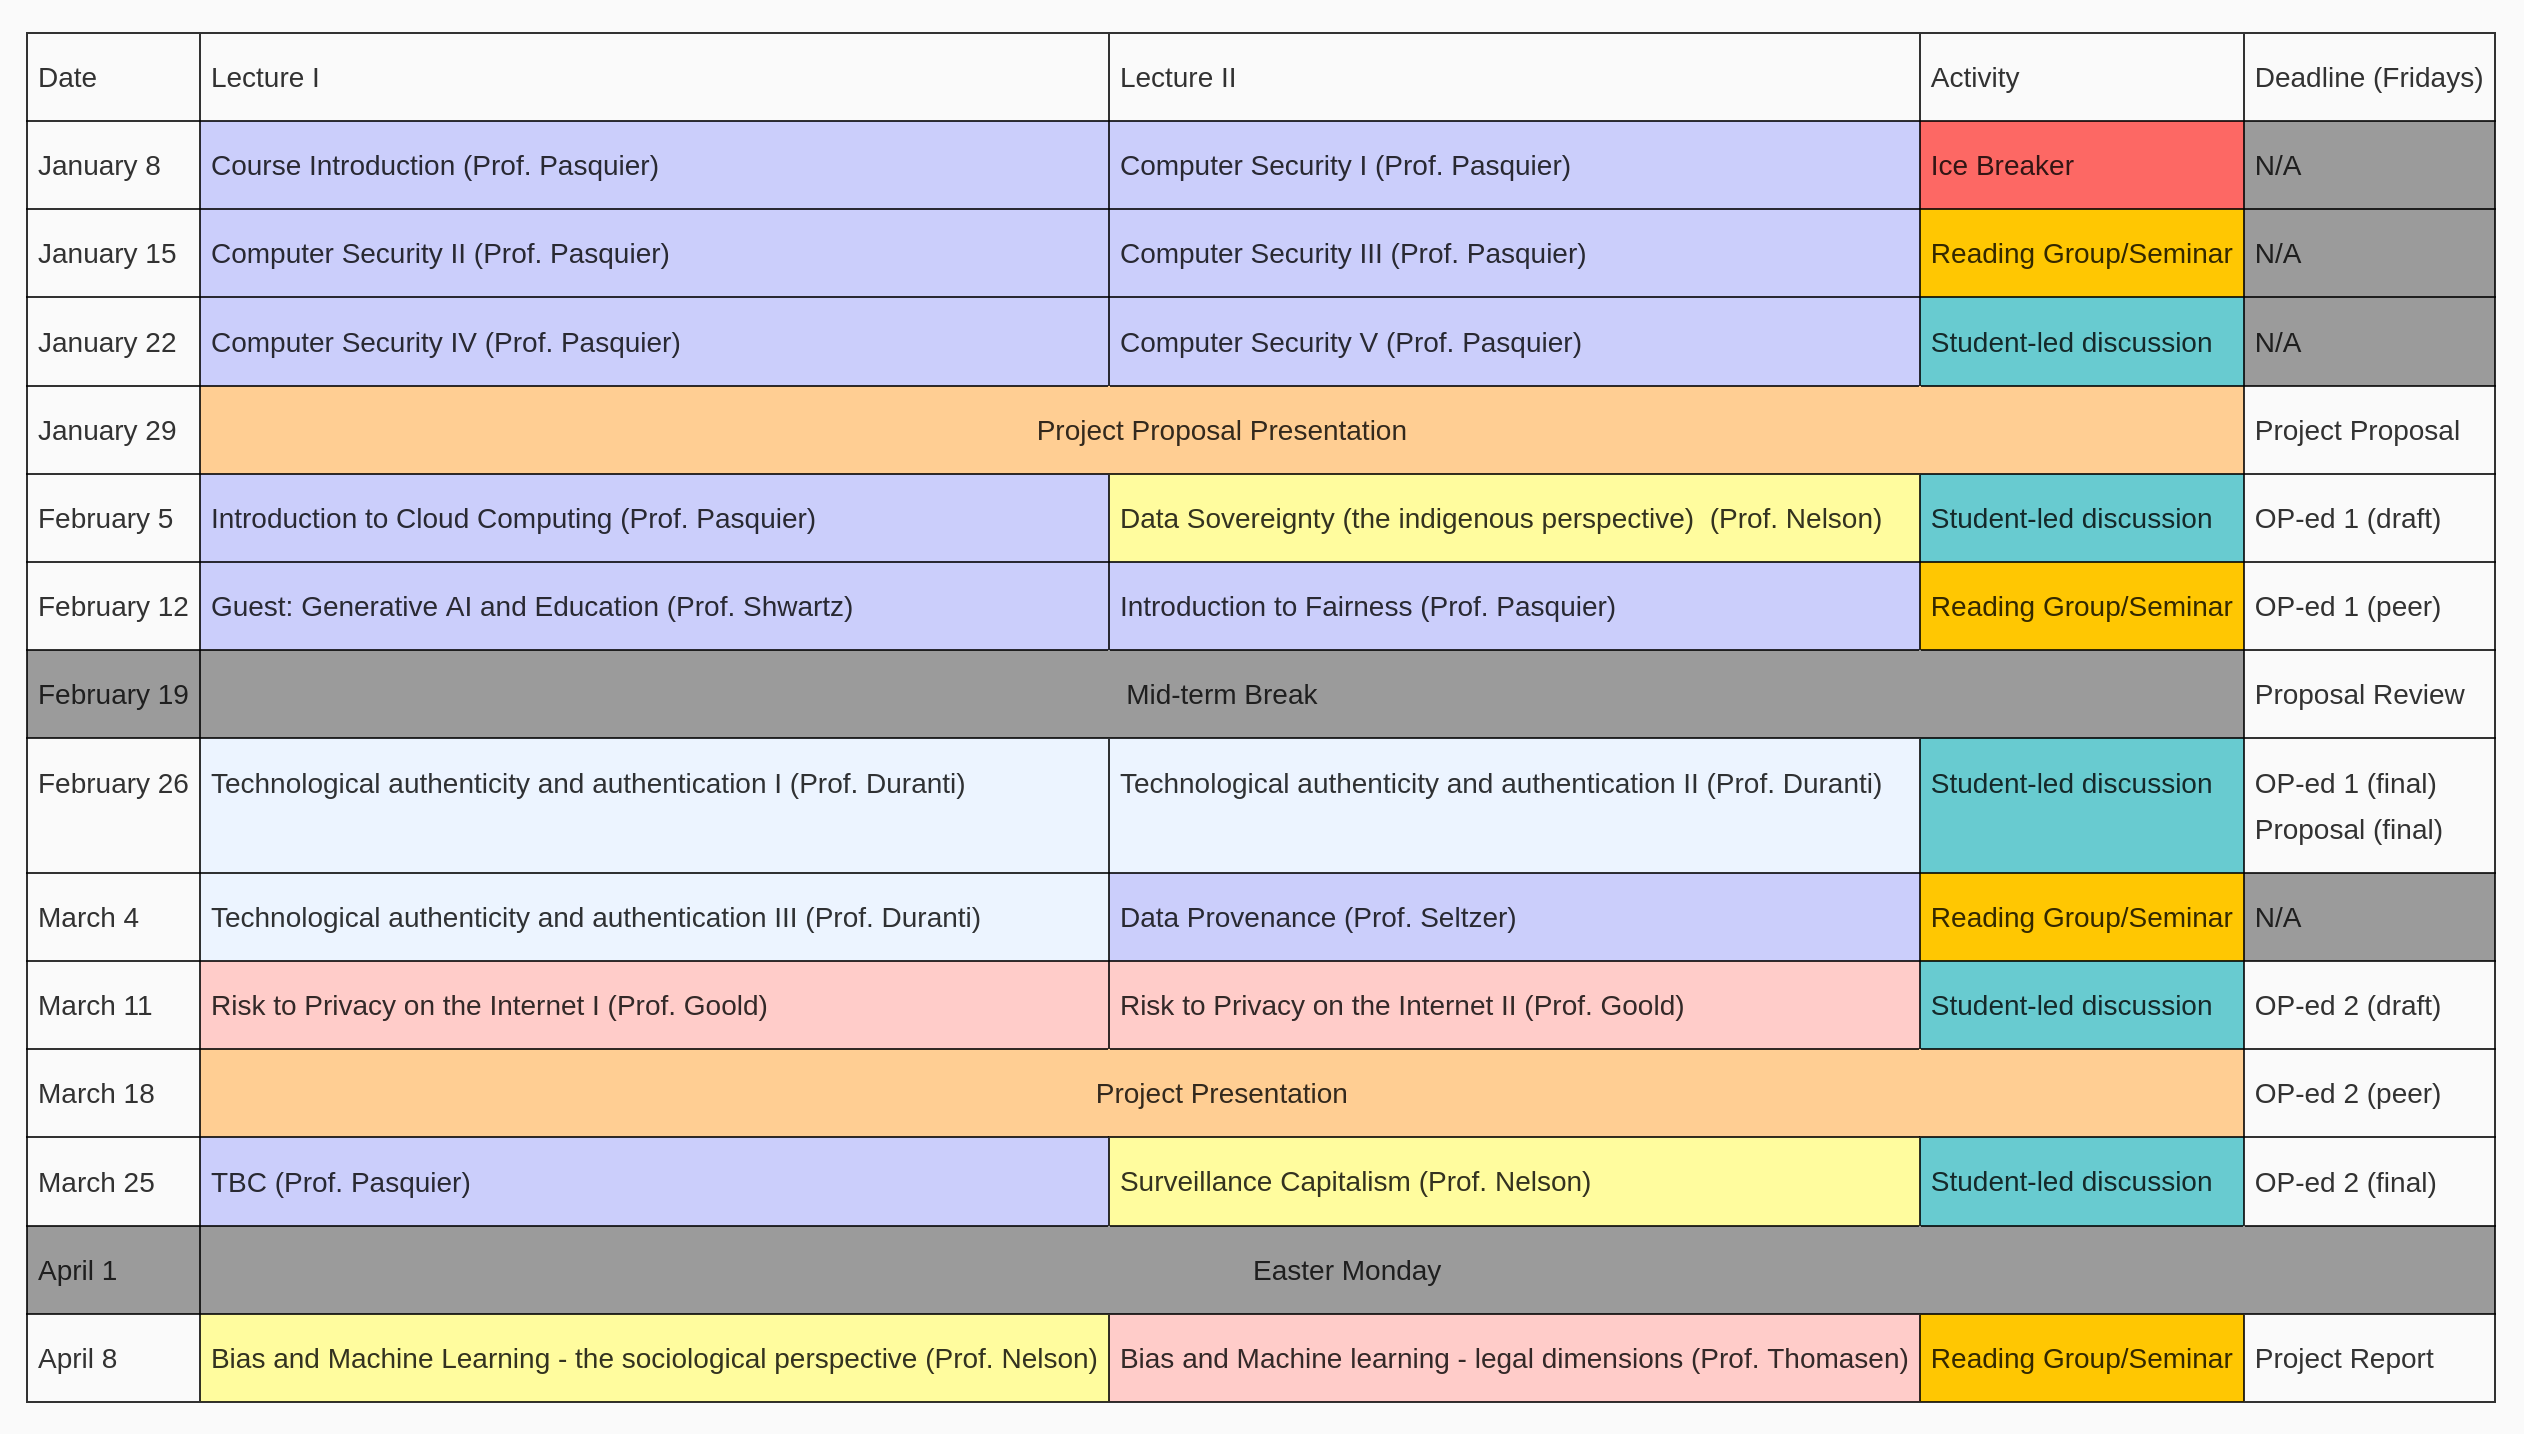 Date Lecture I Lecture II Activity Deadline (Fridays)
January 8 Course Introduction (Prof. Pasquier) Computer Security I (Prof. Pasquier) Ice Breaker N/A
January 15 Computer Security II (Prof. Pasquier) Computer Security III (Prof. Pasquier) Reading Group/Seminar N/A
January 22 Computer Security IV (Prof. Pasquier) Computer Security V (Prof. Pasquier) Student-led discussion N/A
January 29 Project Proposal Presentation Project Proposal
February 5 Introduction to Cloud Computing (Prof. Pasquier) Data Sovereignty (the indigenous perspective)  (Prof. Nelson) Student-led discussion OP-ed 1 (draft)
February 12 Guest: Generative AI and Education (Prof. Shwartz) Introduction to Fairness (Prof. Pasquier) Reading Group/Seminar OP-ed 1 (peer)
February 19 Mid-term Break Proposal Review
February 26 Technological authenticity and authentication I (Prof. Duranti) Technological authenticity and authentication II (Prof. Duranti) Student-led discussion OP-ed 1 (final)
Proposal (final)
March 4 Technological authenticity and authentication III (Prof. Duranti) Data Provenance (Prof. Seltzer) Reading Group/Seminar N/A
March 11 Risk to Privacy on the Internet I (Prof. Goold) Risk to Privacy on the Internet II (Prof. Goold) Student-led discussion OP-ed 2 (draft)
March 18 Project Presentation OP-ed 2 (peer)
March 25 TBC (Prof. Pasquier) Surveillance Capitalism (Prof. Nelson) Student-led discussion OP-ed 2 (final)
April 1 Easter Monday
April 8 Bias and Machine Learning - the sociological perspective (Prof. Nelson) Bias and Machine learning - legal dimensions (Prof. Thomasen) Reading Group/Seminar Project Report